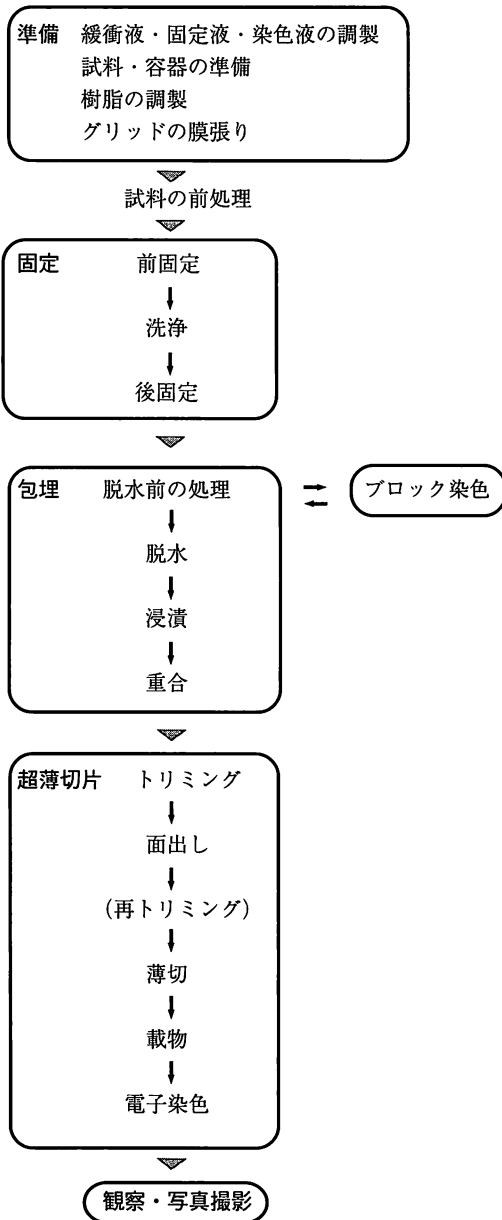 準備 緩衝液・固定液・染色液の調製
試料・容器の準備
樹脂の調製
グリッドの膜張り
試料の前処理
固定 前固定
洗浄
後固定
包埋 脱水前の処理
ブロック染色
脱水
浸漬
重合
超薄切片 トリミング
面出し
(再トリミング)
薄切
載物
電子染色
観察・写真撮影